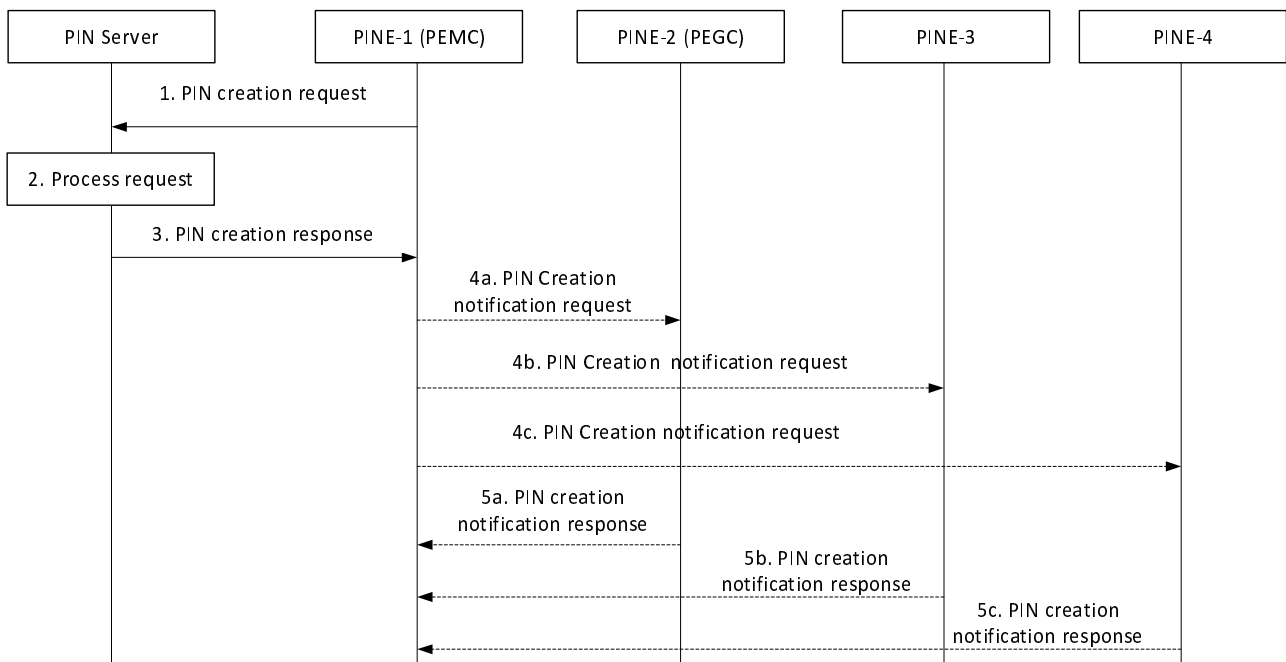 PIN Server
PINE-1 (PEMC)
PINE-2 (PEGC)
PINE-3
PINE-4
1. PIN creation request
2. Process request
3. PIN creation response
4a. PIN Creation
notification request
4b. PIN Creation notification request
4c. PIN Creation notification request
5a. PIN creation
notification response
5b. PIN creation
notification response
5c. PIN creation
notification response